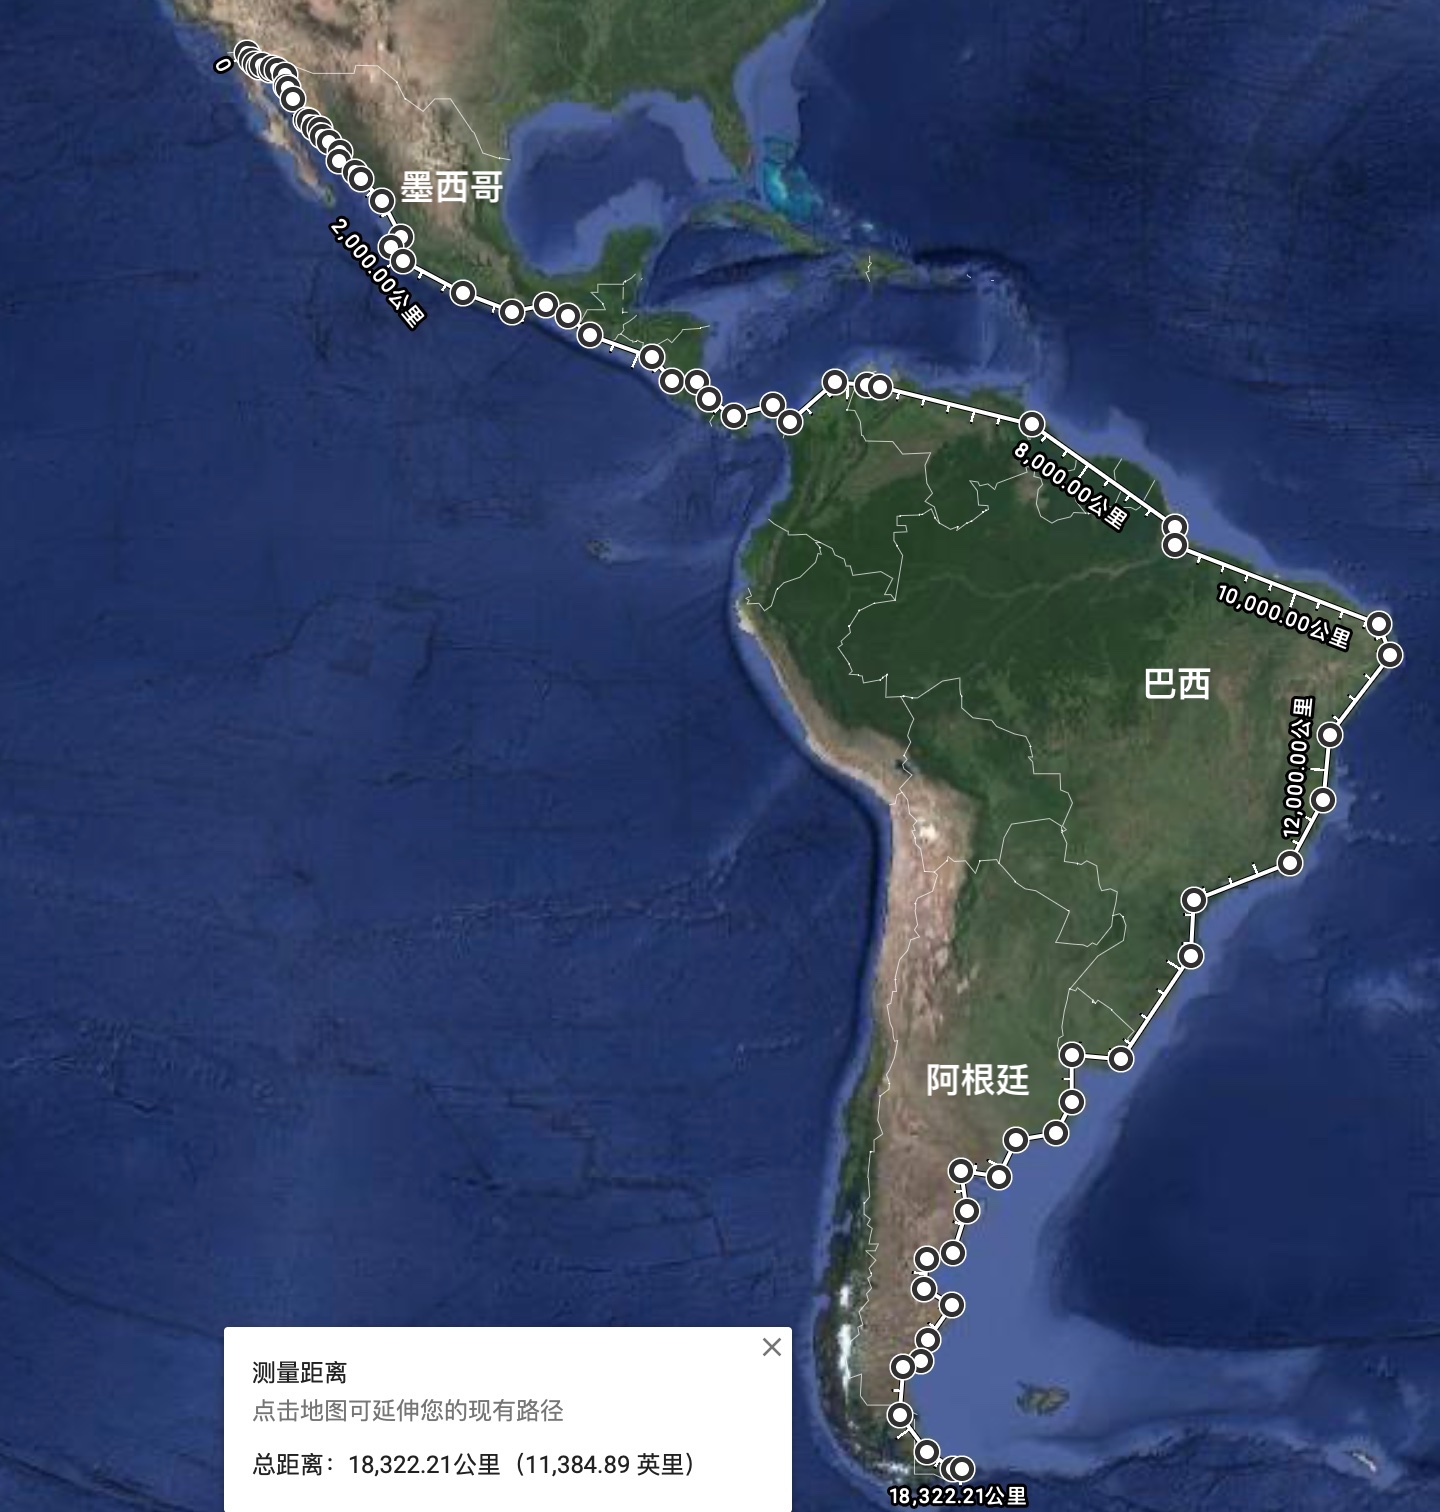 0
墨西哥
2,000.00公里
8,000.00公里
10,000.00公里
巴西
12,000.00公里
阿根廷
测量距离
点击地图可延伸您的现有路径
总距离：18,322.21公里（11,384.89 英里）
18,322.21公里